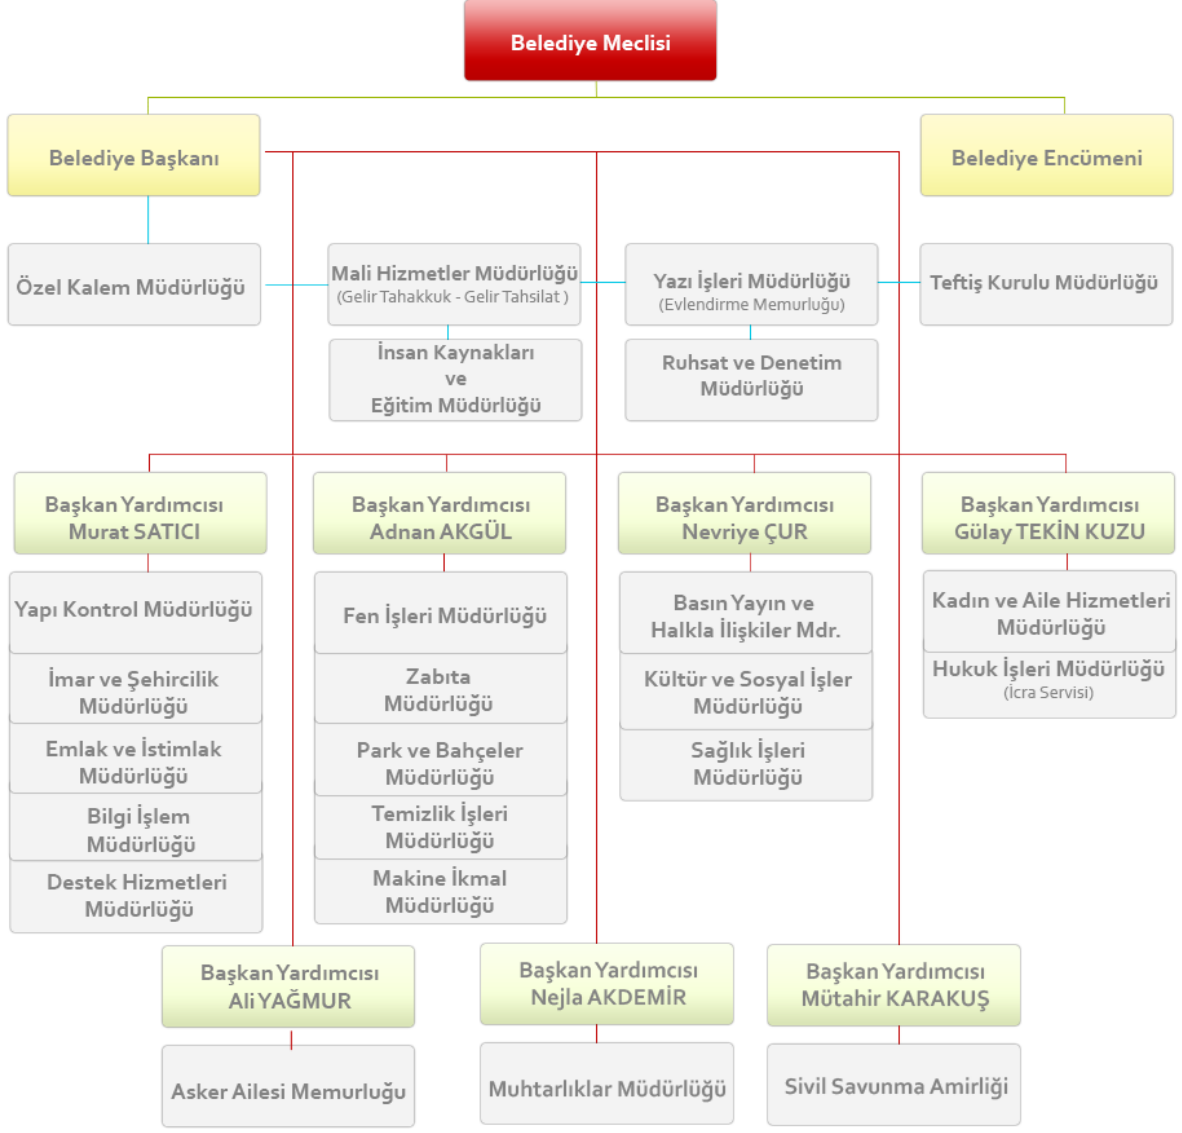 Belediye Meclisi
Belediye Başkanı
Belediye Encümeni
Özel Kalem Müdürlüğü
Mali Hizmetler Müdürlüğü
(Gelir Tahakkuk - Gelir Tahsilat )
Yazı İşleri Müdürlüğü
(Evlendirme Memurluğu)
Teftiş Kurulu Müdürlüğü
İnsan Kaynakları
ve
Eğitim Müdürlüğü
Ruhsat ve Denetim
Müdürlüğü
Başkan Yardımcısı
Murat SATICI
Yapı Kontrol Müdürlüğü
İmar ve Şehircilik
Müdürlüğü
Emlak ve İstimlak
Müdürlüğü
Bilgi İşlem
Müdürlüğü
Destek Hizmetleri
Müdürlüğü
Başkan Yardımcısı
Adnan AKGÜL
Fen İşleri Müdürlüğü
Zabıta
Müdürlüğü
Park ve Bahçeler
Müdürlüğü
Temizlik İşleri
Müdürlüğü
Makine İkmal
Müdürlüğü
Başkan Yardımcısı
Nevriye ÇUR
Basın Yayın ve
Halkla İlişkiler Mdr.
Kültür ve Sosyal İşler
Müdürlüğü
Sağlık İşleri
Müdürlüğü
Başkan Yardımcısı
Gülay TEKİN KUZU
Kadın ve Aile Hizmetleri
Müdürlüğü
Hukuk İşleri Müdürlüğü
(İcra Servisi)
Başkan Yardımcısı
Ali YAĞMUR
Asker Ailesi Memurluğu
Başkan Yardımcısı
Nejla AKDEMİR
Muhtarlıklar Müdürlüğü
Başkan Yardımcısı
Mütahir KARAKUŞ
Sivil Savunma Amirliği